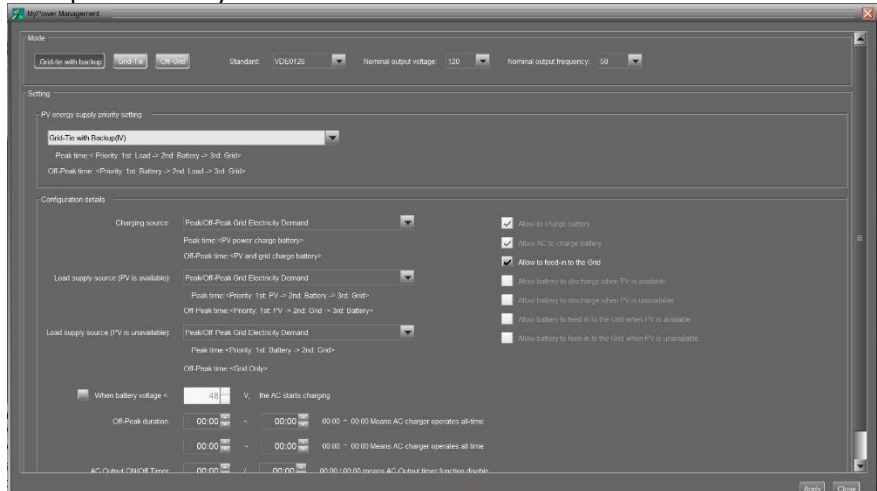 MyPower Management
Mode
Grid-tie with backup Grid-Tie Off-Grid Standard: VDE0126 Nominal output voltage: 120 Nominal output frequency: 50
Setting
PV energy supply priority setting
Grid-Tie with Backup(IV)
Peak time:< Priority: 1st: Load -> 2nd: Battery -> 3rd: Grid>
Off-Peak time: <Priority: 1st: Battery -> 2nd: Load -> 3rd: Grid>
Configuration details
Charging source: Peak/Off-Peak Grid Electricity Demand Allow to charge battery
Peak time:<PV power charge battery> Allow AC to charge battery
Off-Peak time:<PV and grid charge battery> Allow to feed-in to the Grid
Load supply source (PV is available): Peak/Off-Peak Grid Electricity Demand Allow battery to discharge when PV is available
Peak time:<Priority: 1st: PV -> 2nd: Battery -> 3rd: Grid> Allow battery to discharge when PV is unavailable
Off Peak time:<Priority: 1st: PV -> 2nd: Grid -> 3rd: Battery> Allow battery to feed in to the Grid when PV is available
Load supply source (PV is unavailable): Peak/Off Peak Grid Electricity Demand Allow battery to feed-in to the Grid when PV is unavailable
Peak time:<Priority: 1st: Battery -> 2nd: Grid>
Off-Peak time:<Grid Only>
When battery voltage < 48 V, the AC starts charging
Off-Peak duration: 00:00 ~ 00:00 00:00 ~ 00:00 Means AC charger operates all-time
00:00 ~ 00:00 00:00 ~ 00:00 Means AC charger operates all time
AC Output ON/Off Timer: 00:00 / 00:00 00:00 / 00:00 means AC Output timer function disable
Apply Close